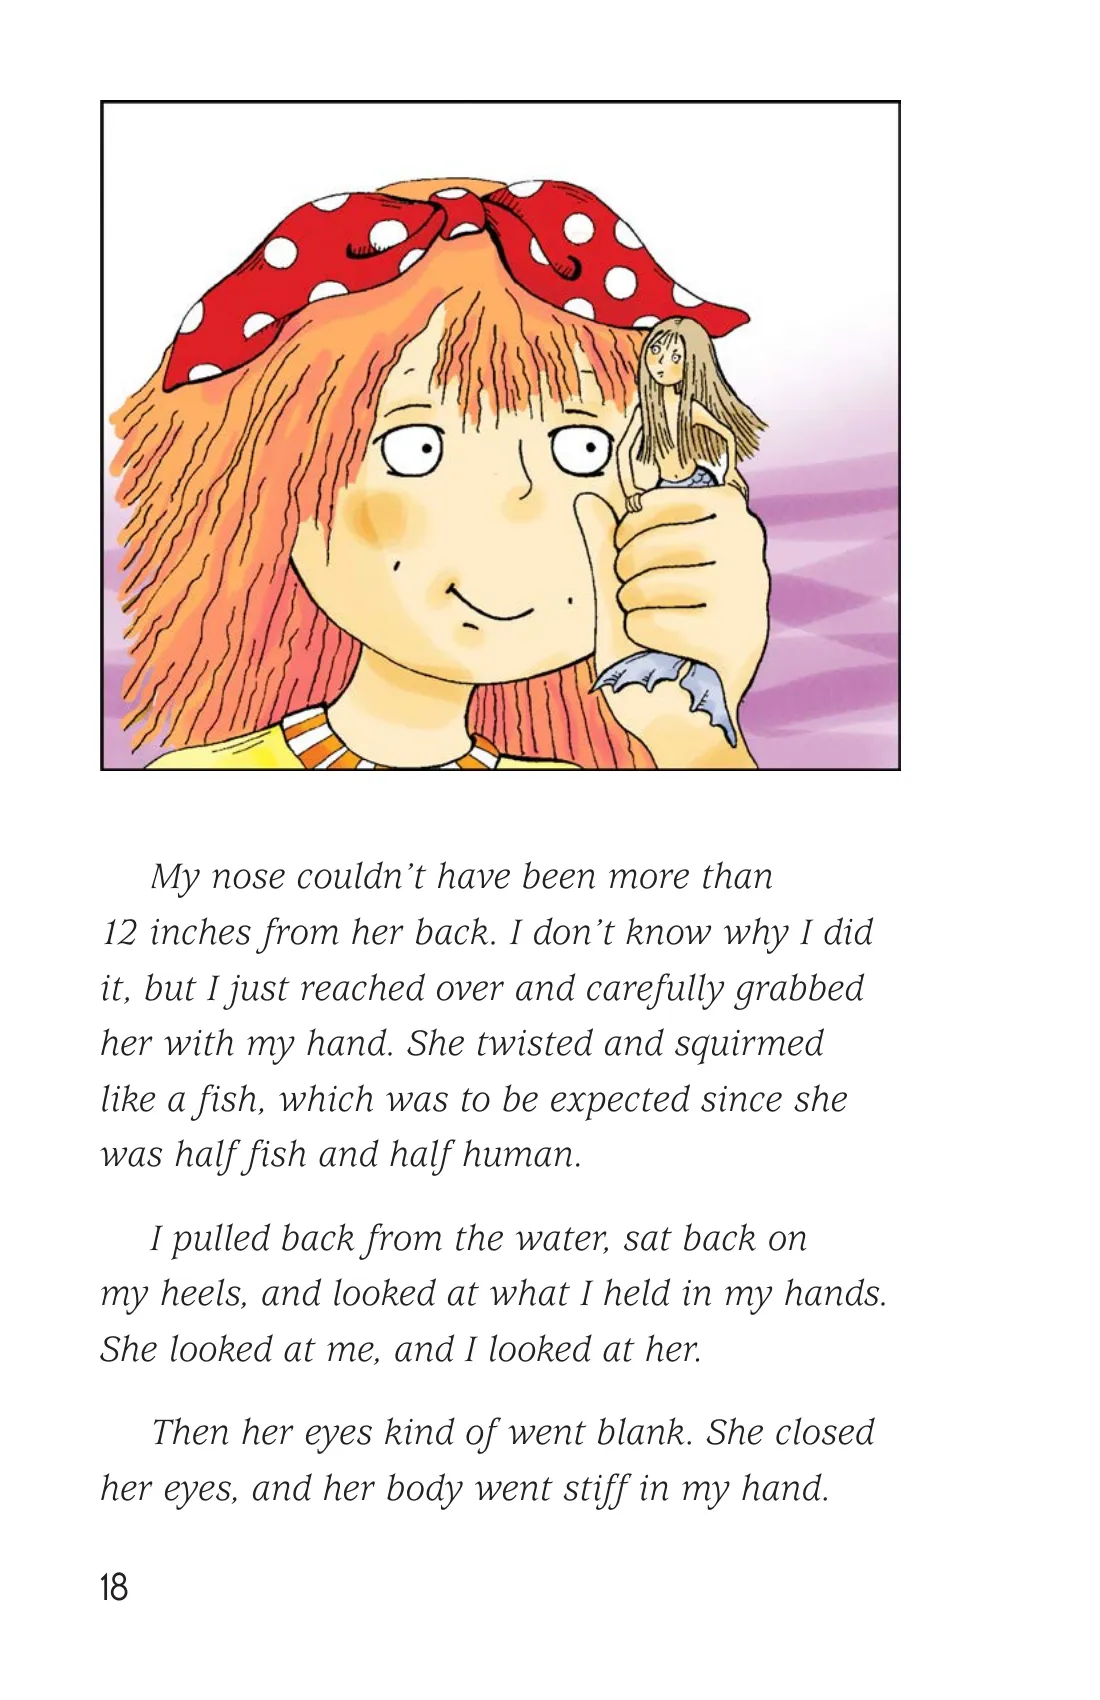 My nose couldn’t have been more than
12 inches from her back. I don’t know why I did
it, but I just reached over and carefully grabbed
her with my hand. She twisted and squirmed
like a fish, which was to be expected since she
was half fish and half human.
I pulled back from the water, sat back on
my heels, and looked at what I held in my hands.
She looked at me, and I looked at her.
Then her eyes kind of went blank. She closed
her eyes, and her body went stiff in my hand.
18